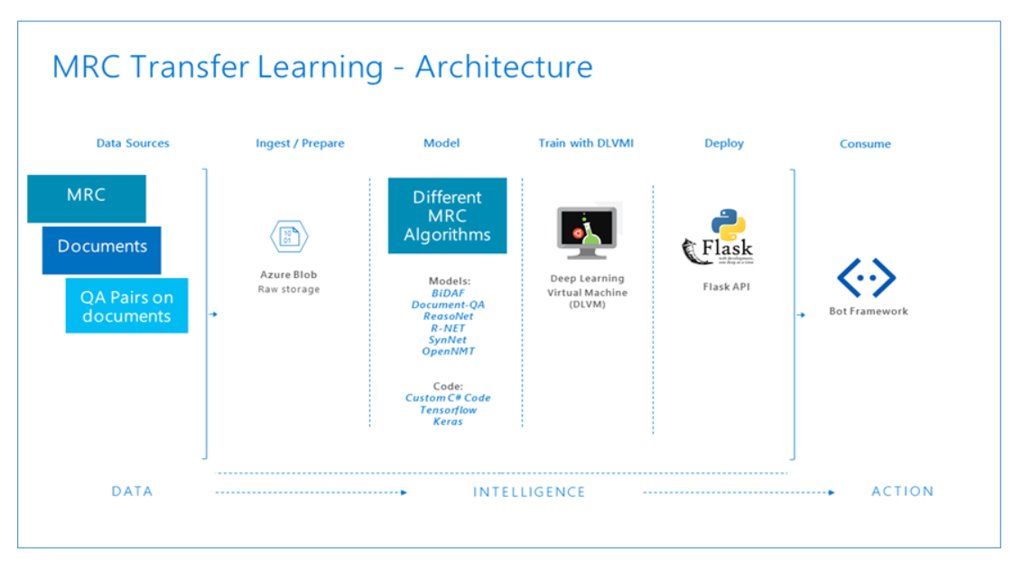 MRC Transfer Learning - Architecture
Data Sources
Ingest / Prepare
Model
Train with DLVMI
Deploy
Consume
MRC
Documents
QA Pairs on
documents
10
01
Azure Blob
Raw storage
Different
MRC
Algorithms
Models:
BiDAF
Document-QA
ReasoNet
R-NET
SynNet
OpenNMT
Code:
Custom C# Code
Tensorflow
Keras
Deep Learning
Virtual Machine
(DLVM)
Flask
web development,
one drop at a time
Flask API
Bot Framework
DATA
INTELLIGENCE
ACTION